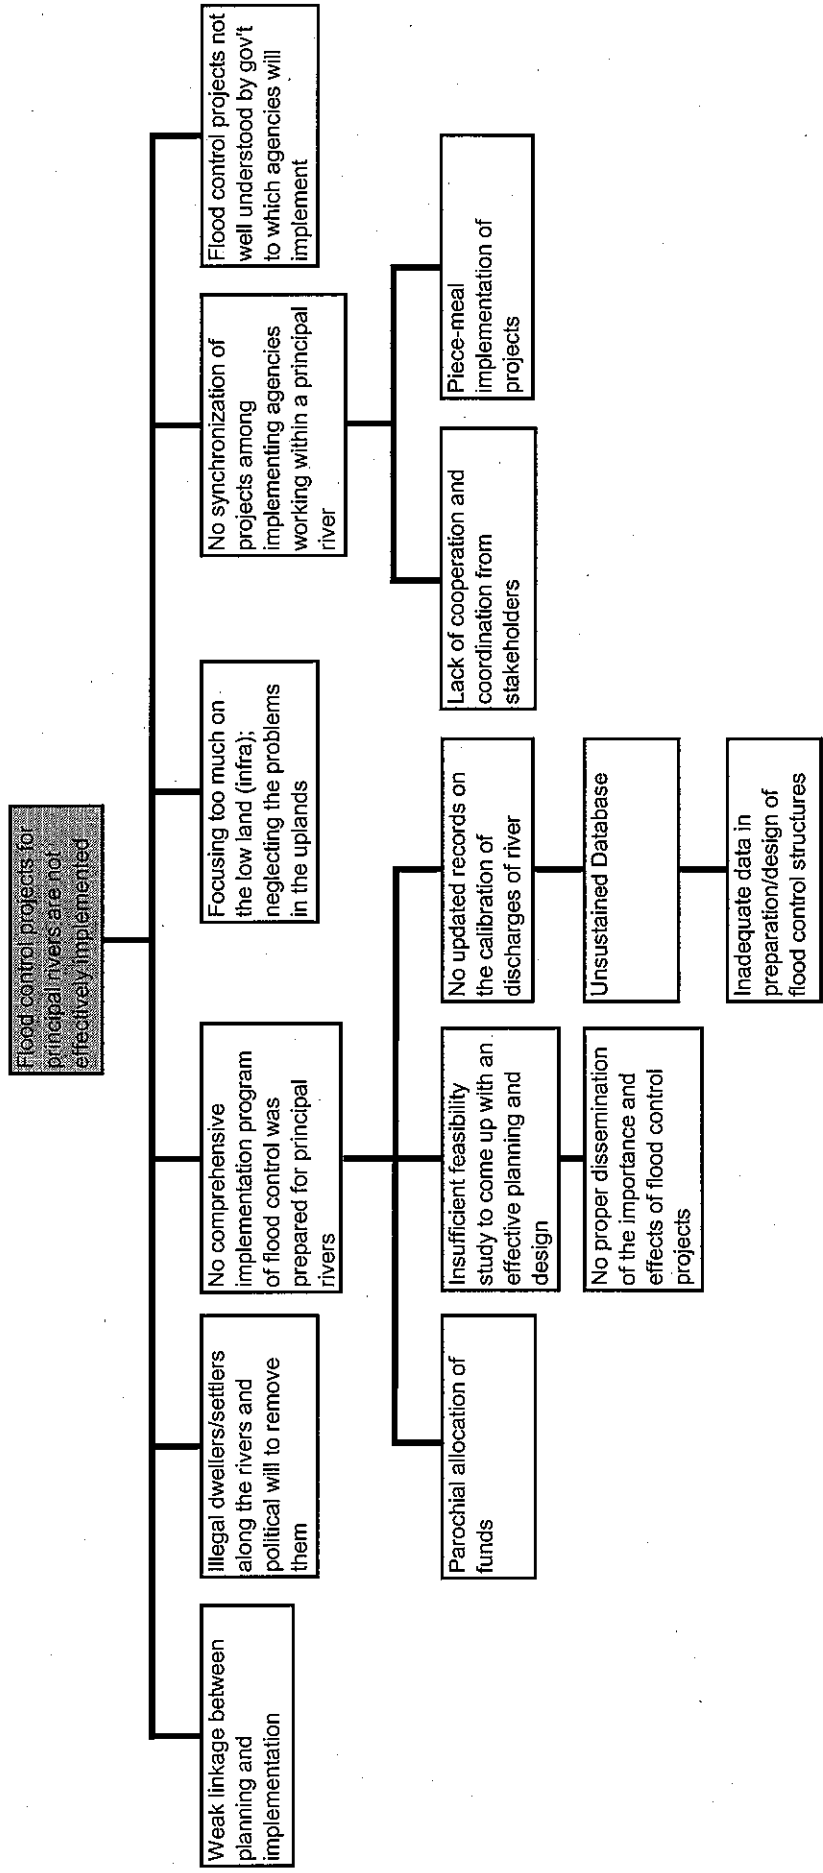 Flood control projects for
principal rivers are not
effectively implemented
Weak linkage between
planning and
implementation
Illegal dwellers/settlers
along the rivers and
political will to remove
them
No comprehensive
implementation program
of flood control was
prepared for principal
rivers
Focusing too much on
the low land (infra);
neglecting the problems
in the uplands
No synchronization of
projects among
implementing agencies
working within a principal
river
Flood control projects not
well understood by gov't
to which agencies will
implement
Parochial allocation of
funds
Insufficient feasibility
study to come up with an
effective planning and
design
No updated records on
the calibration of
discharges of river
Lack of cooperation and
coordination from
stakeholders
Piece-meal
implementation of
projects
No proper dissemination
of the importance and
effects of flood control
projects
Unsustained Database
Inadequate data in
preparation/design of
flood control structures